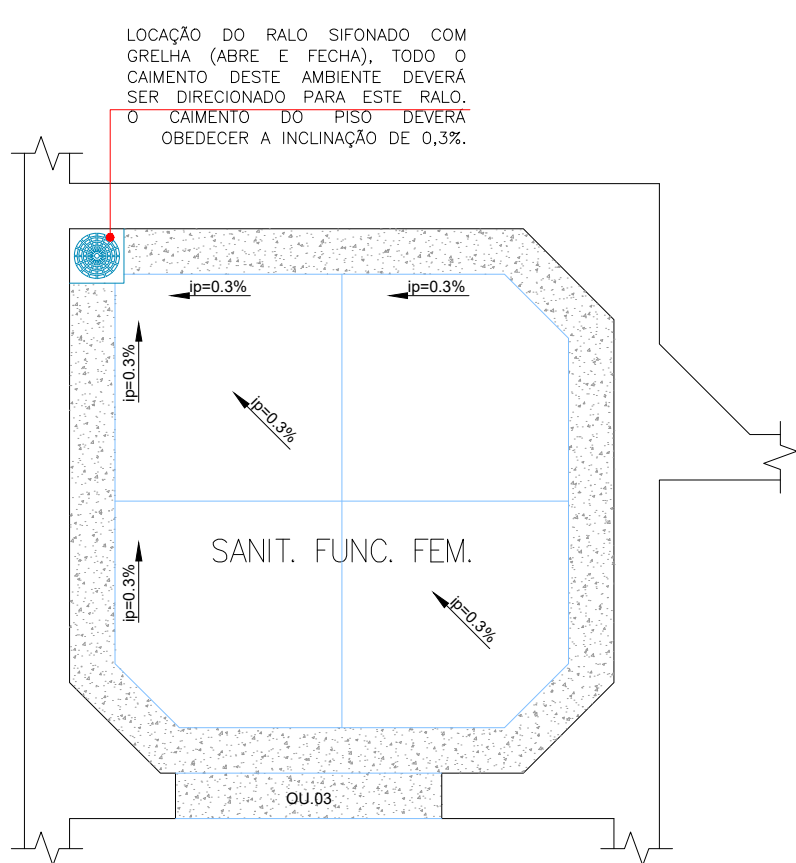 LOCAÇÃO DO RALO SIFONADO COM
GRELHA (ABRE E FECHA), TODO O
CAIMENTO DESTE AMBIENTE DEVERÁ
SER DIRECIONADO PARA ESTE RALO.
O CAIMENTO DO PISO DEVERÁ
OBEDECER A INCLINAÇÃO DE 0,3%.
ip=0.3%
ip=0.3%
ip=0.3%
ip=0.3%
SANIT. FUNC. FEM.
ip=0.3%
ip=0.3%
OU.03